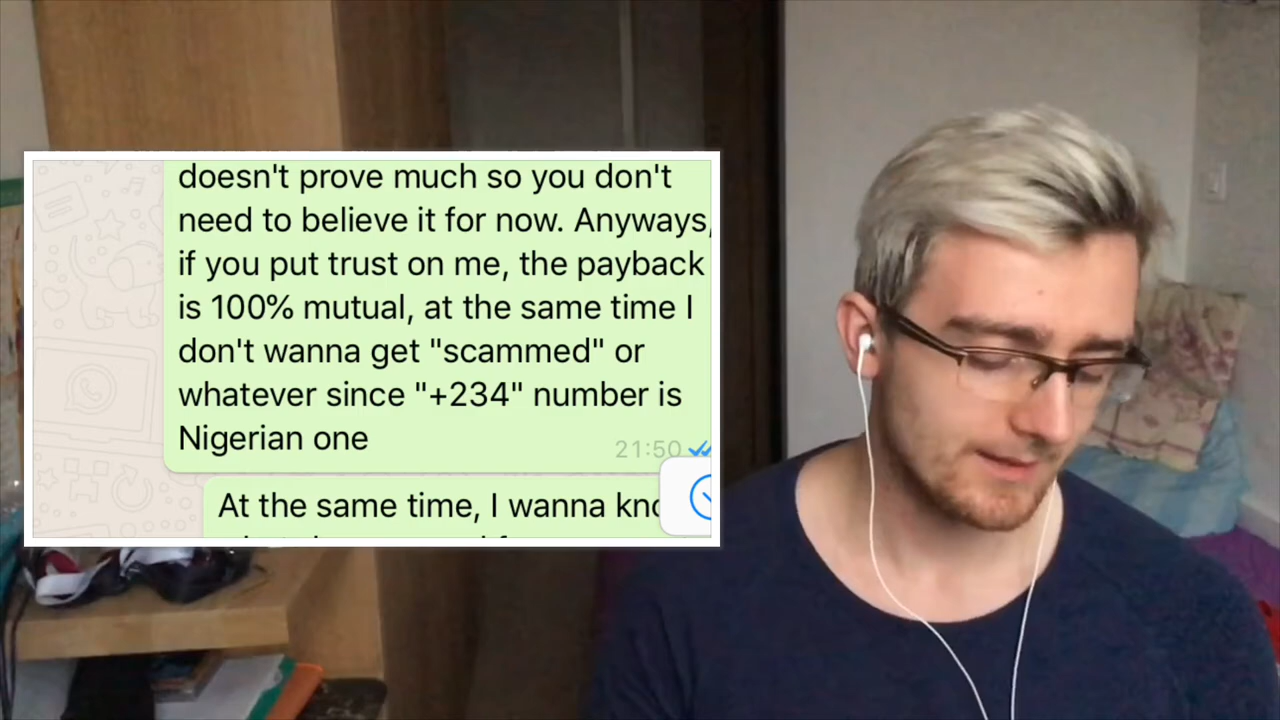 doesn't prove much so you don't
need to believe it for now. Anyways,
if you put trust on me, the payback
is 100% mutual, at the same time I
don't wanna get "scammed" or
whatever since "+234" number is
Nigerian one
21:50
At the same time, I wanna